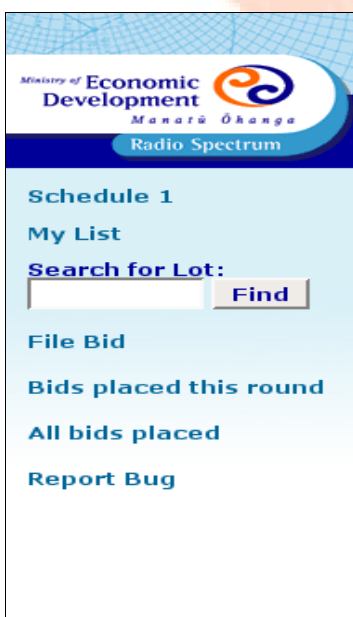 Ministry of Economic
Development
Manatū Ōhanga
Radio Spectrum
Schedule 1
My List
Search for Lot:
Find
File Bid
Bids placed this round
All bids placed
Report Bug